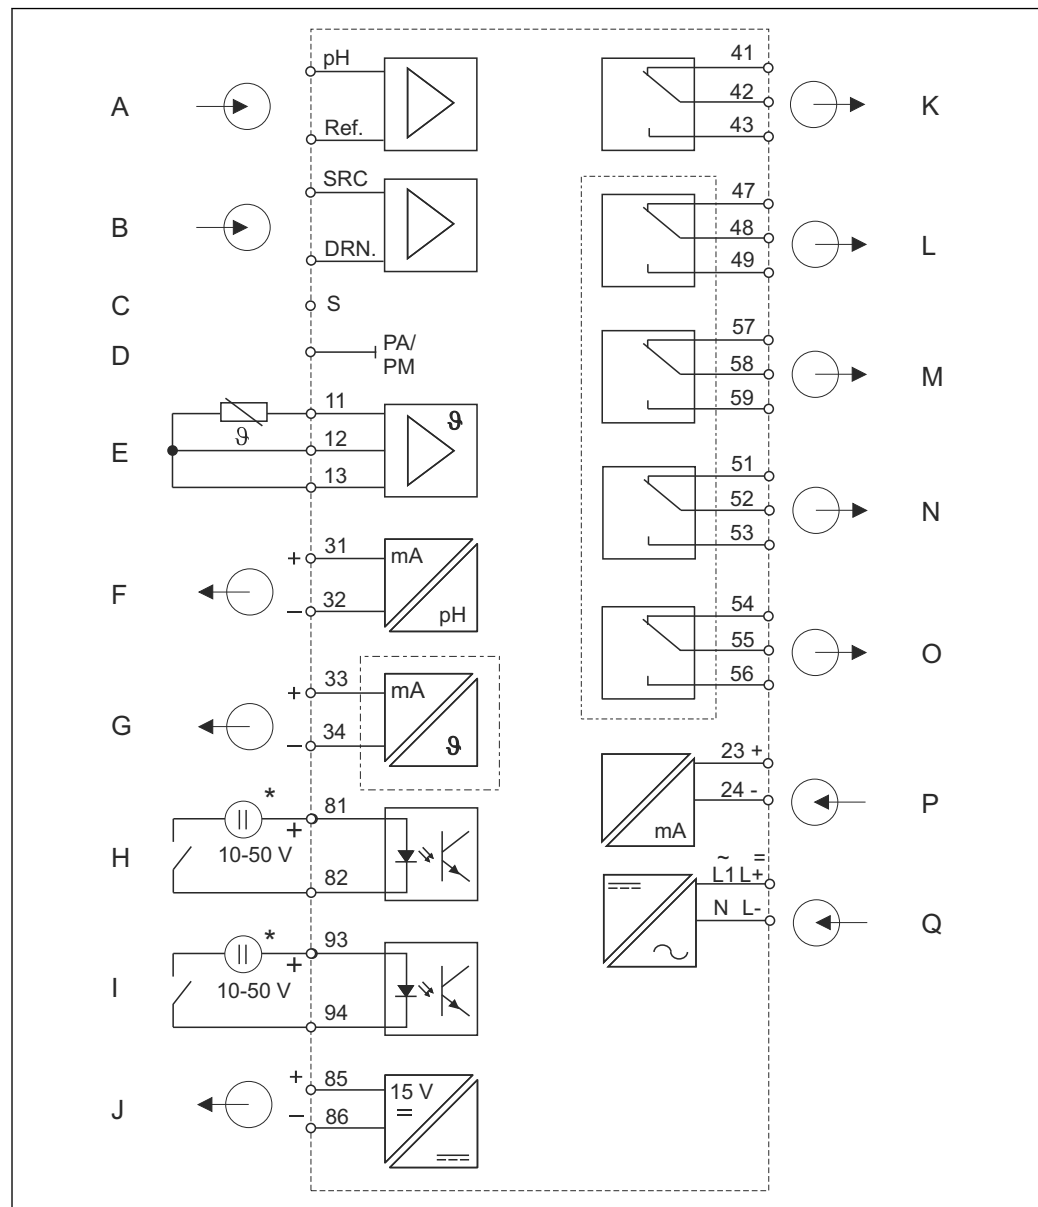 A
pH
Ref.
B
SRC
DRN.
C
S
D
PA/
PM
E
ϑ
11
12
13
ϑ
F
+ 31
– 32
mA
pH
G
+ 33
– 34
mA
ϑ
H
*
10-50 V
+
81
82
I
*
10-50 V
+
93
94
J
+ 85
– 86
15 V
=
41
42
43
K
47
48
49
L
57
58
59
M
51
52
53
N
54
55
56
O
23 +
24 -
mA
P
~ =
L1 L+
N L-
Q